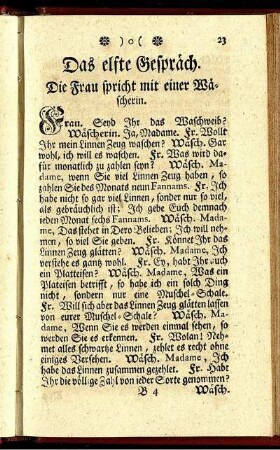 )o( 23
Das elfte Gespräch.
Die Frau spricht mit einer Wä-
scherin.
Frau. Seyd Ihr das Waschweib?
Wäscherin. Ja, Madame. Fr. Wollt
Ihr mein Linnen Zeug waschen? Wäsch. Gar
wohl, ich will es waschen. Fr. Was wird da-
für monatlich zu zahlen seyn? Wäsch. Ma-
dame, wenn Sie viel Linnen Zeug haben, so
zahlen Sie des Monats neun Fannams. Fr. Ich
habe nicht so gar viel Linnen, sonder nur so viel,
als gebräuchlich ist; Ich gebe Euch demnach
jeden Monat sechs Fannams. Wäsch. Mada-
me, Das stehet in Dero Belieben; Ich will neh-
men, so viel Sie geben. Fr. Könnet Ihr das
Linnen Zeug glätten? Wäsch. Madame, Ich
verstehe es gantz wohl. Fr. Ey, habt Ihr auch
ein Platteisen? Wäsch. Madame, Was ein
Plateisen betrifft, so habe ich ein solch Ding
nicht, sondern nur eine Muschel-Schale.
Fr. Will sich aber das Linnen Zeug glätten lassen
von eurer Muschel-Schale? Wäsch. Mada-
me, Wenn Sie es werden einmal sehen, so
werden Sie es erkennen. Fr. Wolan! Neh-
met alles schwartze Linnen, zehlet es recht ohne
einiges Versehen. Wäsch. Madame, Ich
habe das Linnen zusammen gezehlet. Fr. Habt
Ihr die völlige Zahl von jeder Sorte genommen?
B 4 Wäsch.